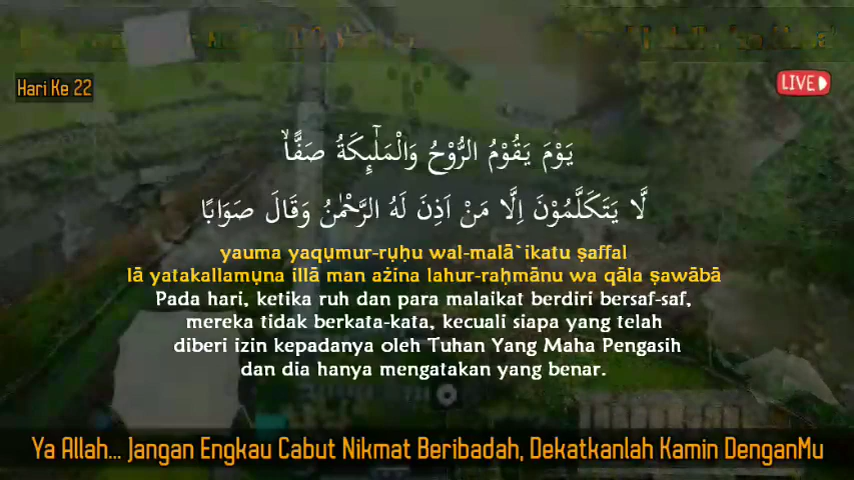 Hari Ke 22
LIVE
يَوْمَ يَقُوْمُ الرُّوْحُ وَالْمَلٰۤىِٕكَةُ صَفًّاۙ
لَّا يَتَكَلَّمُوْنَ اِلَّا مَنْ اَذِنَ لَهُ الرَّحْمٰنُ وَقَالَ صَوَابًا
yauma yaqụmur-rụḥu wal-malā`ikatu ṣaffal
lā yatakallamụna illā man ażina lahur-raḥmānu wa qāla ṣawābā
Pada hari, ketika ruh dan para malaikat berdiri bersaf-saf,
mereka tidak berkata-kata, kecuali siapa yang telah
diberi izin kepadanya oleh Tuhan Yang Maha Pengasih
dan dia hanya mengatakan yang benar.
Ya Allah... Jangan Engkau Cabut Nikmat Beribadah, Dekatkanlah Kamin DenganMu